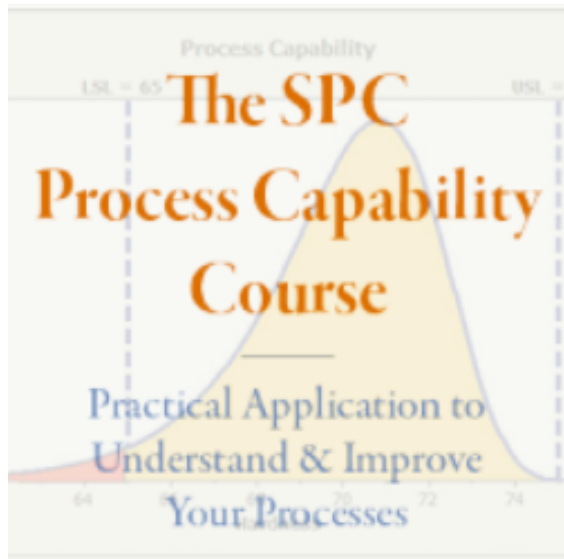 Process Capability
LSL = 65 USL =
The SPC
Process Capability
Course
Practical Application to
Understand & Improve
Your Processes
64 70 72 74